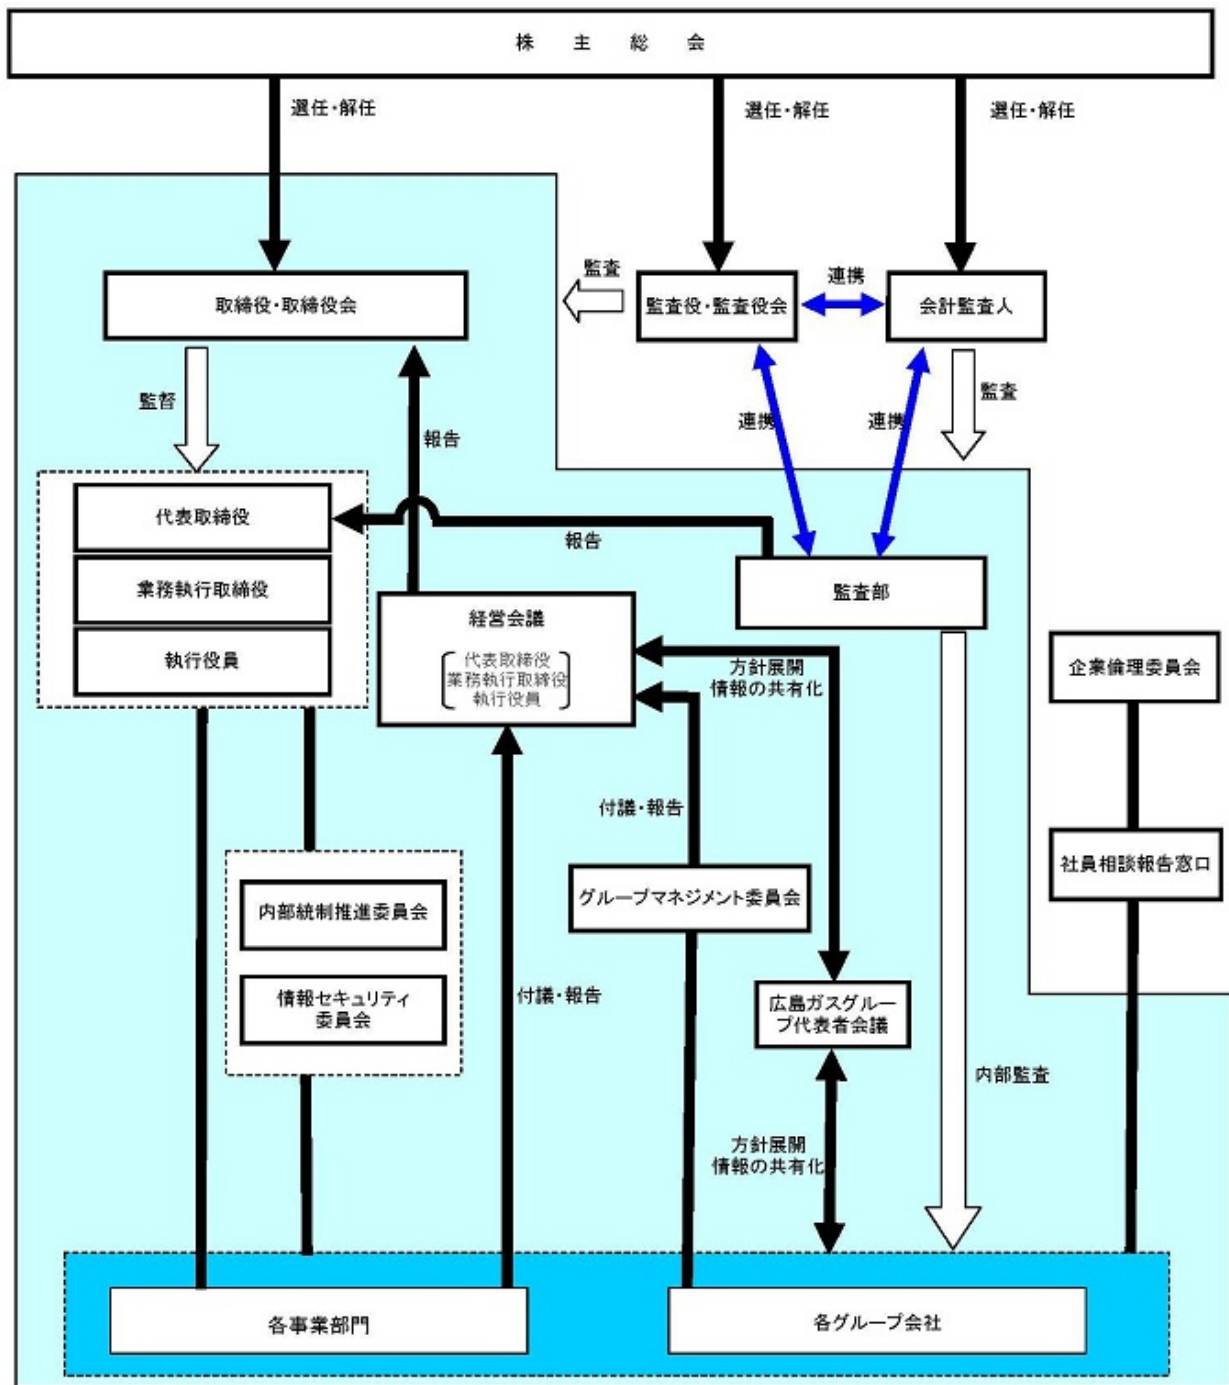 株主総会
選任・解任
選任・解任
選任・解任
監査
連携
取締役・取締役会
監査役・監査役会
会計監査人
監督
報告
連携
連携
監査
代表取締役
報告
業務執行取締役
監査部
執行役員
経営会議
代表取締役
業務執行取締役
執行役員
方針展開
情報の共有化
企業倫理委員会
付議・報告
社員相談報告窓口
グループマネジメント委員会
内部統制推進委員会
情報セキュリティ
委員会
付議・報告
広島ガスグルー
プ代表者会議
内部監査
方針展開
情報の共有化
各事業部門
各グループ会社